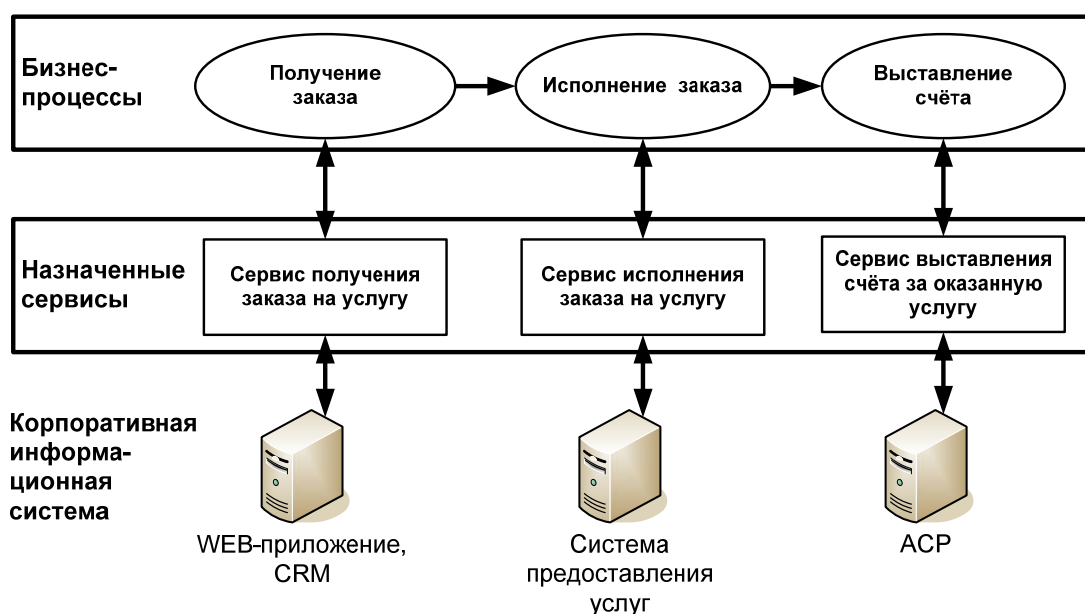 Бизнес-
процессы
Получение
заказа
Исполнение заказа
Выставление
счёта
Назначенные
сервисы
Сервис получения
заказа на услугу
Сервис исполнения
заказа на услугу
Сервис выставления
счёта за оказанную
услугу
Корпоративная
информа-
ционная
система
WEB-приложение,
CRM
Система
предоставления
услуг
АСР